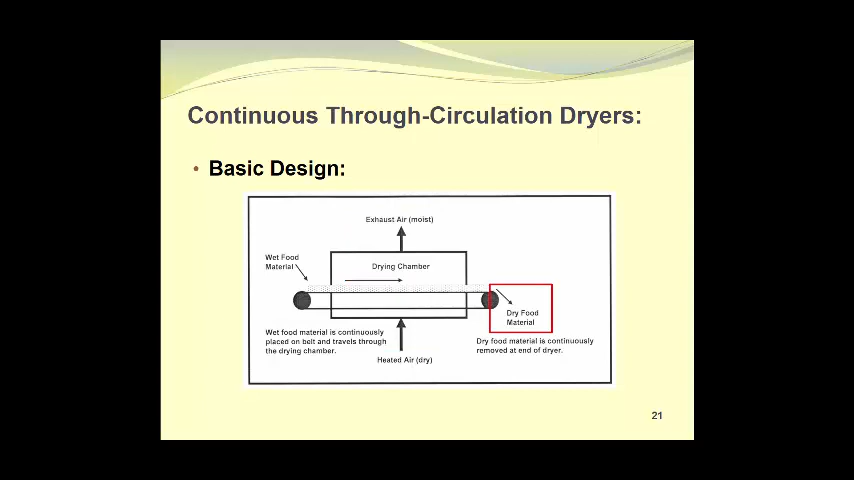 Continuous Through-Circulation Dryers:
• Basic Design:
Exhaust Air (moist)
Wet Food
Material
Drying Chamber
Dry Food
Material
Wet food material is continuously
placed on belt and travels through
the drying chamber.
Dry food material is continuously
removed at end of dryer.
Heated Air (dry)
21